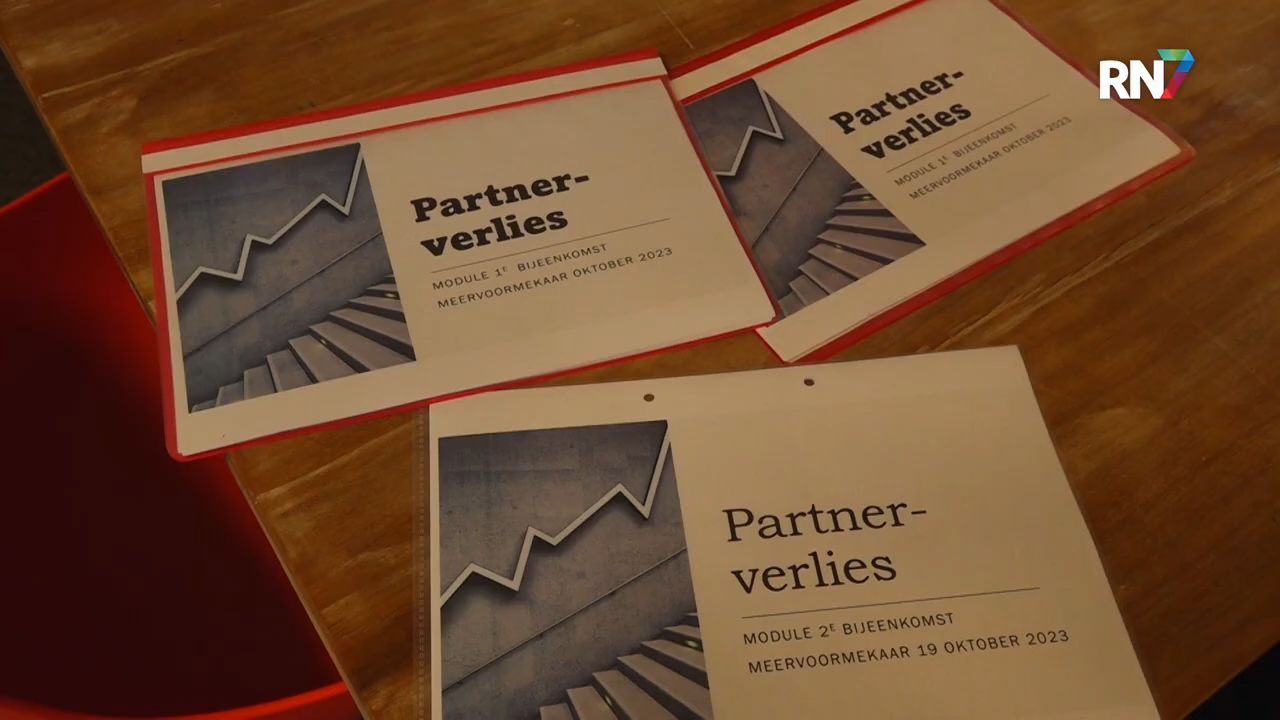 RN7
Partner-
verlies
MODULE 1E BIJEENKOMST
MEERVOORMEKAAR OKTOBER 2023
Partner-
verlies
MODULE 1E BIJEENKOMST
MEERVOORMEKAAR OKTOBER 2023
Partner-
verlies
MODULE 2E BIJEENKOMST
MEERVOORMEKAAR 19 OKTOBER 2023